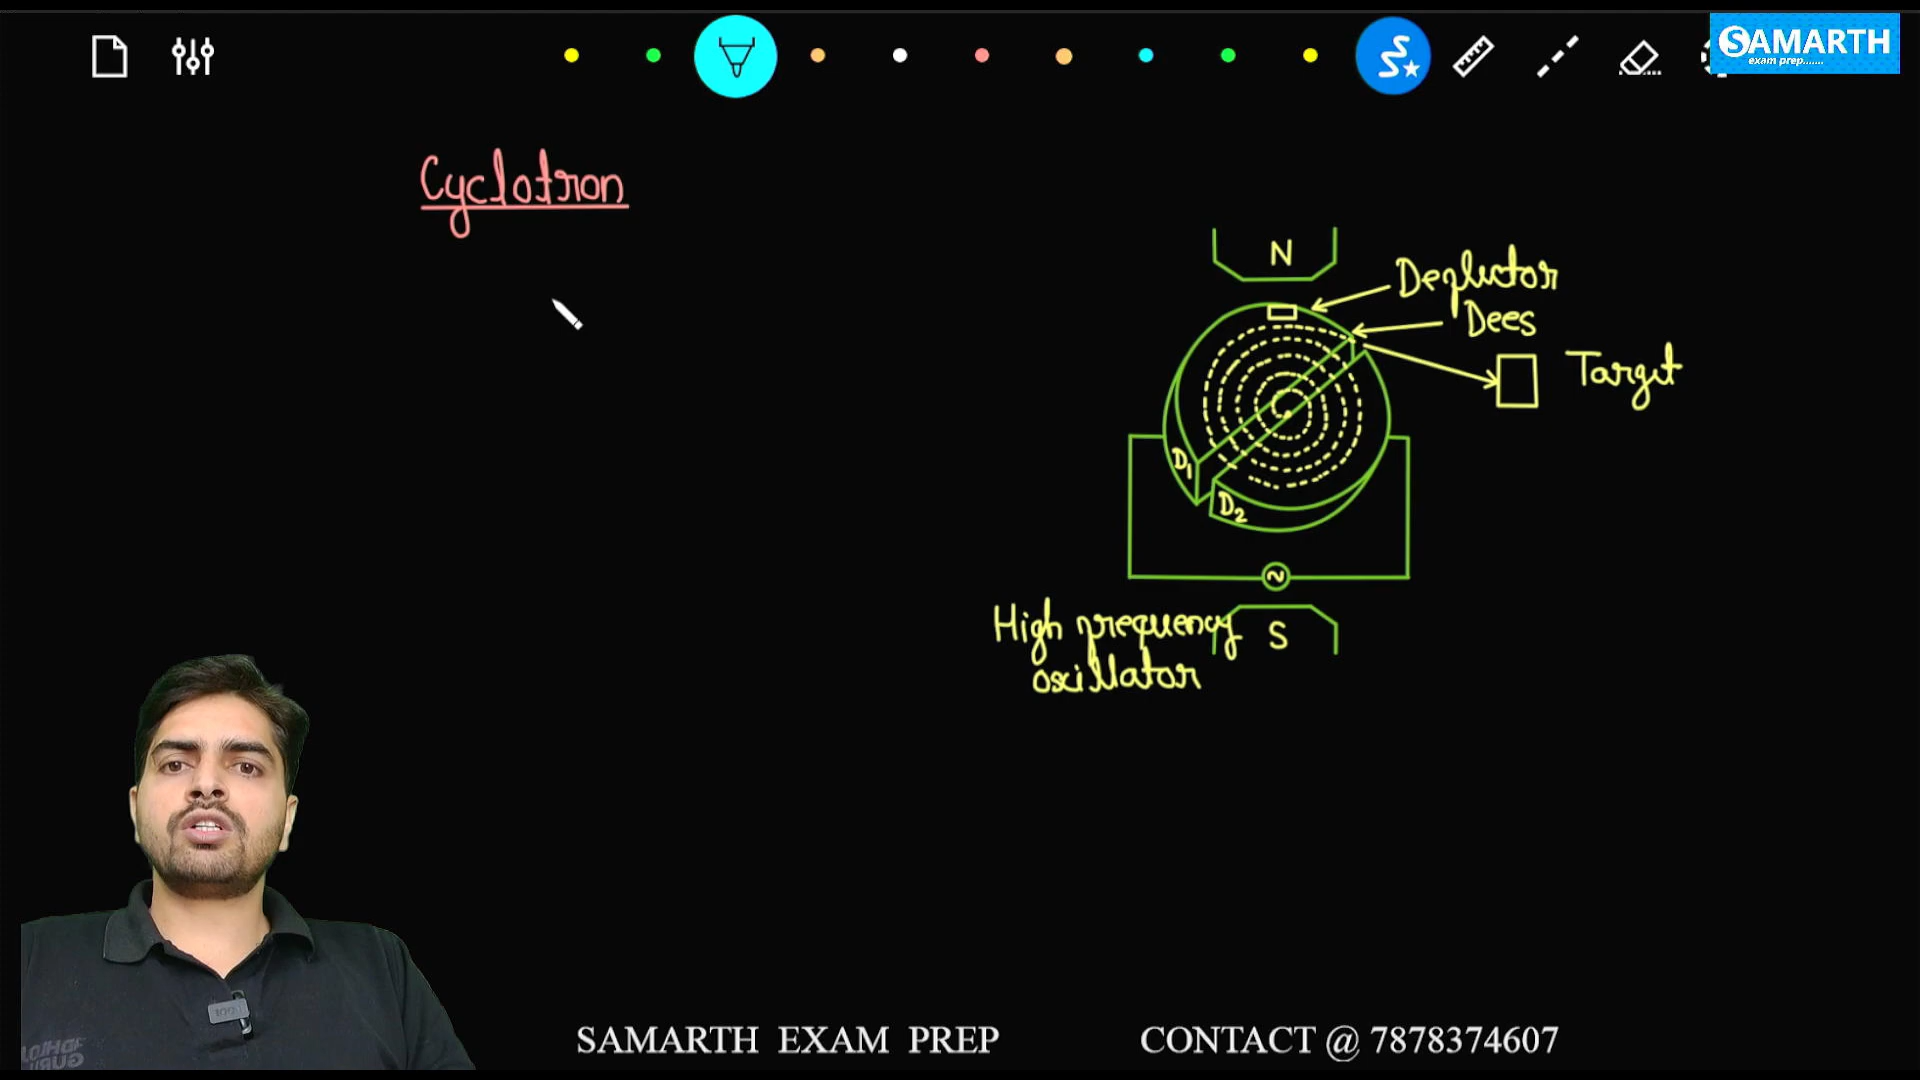 SAMARTH
exam prep.......
Cyclotron
N
Deflector
Dees
Target
D1
D2
~
High frequency
oscillator
S
SAMARTH EXAM PREP
CONTACT @ 7878374607